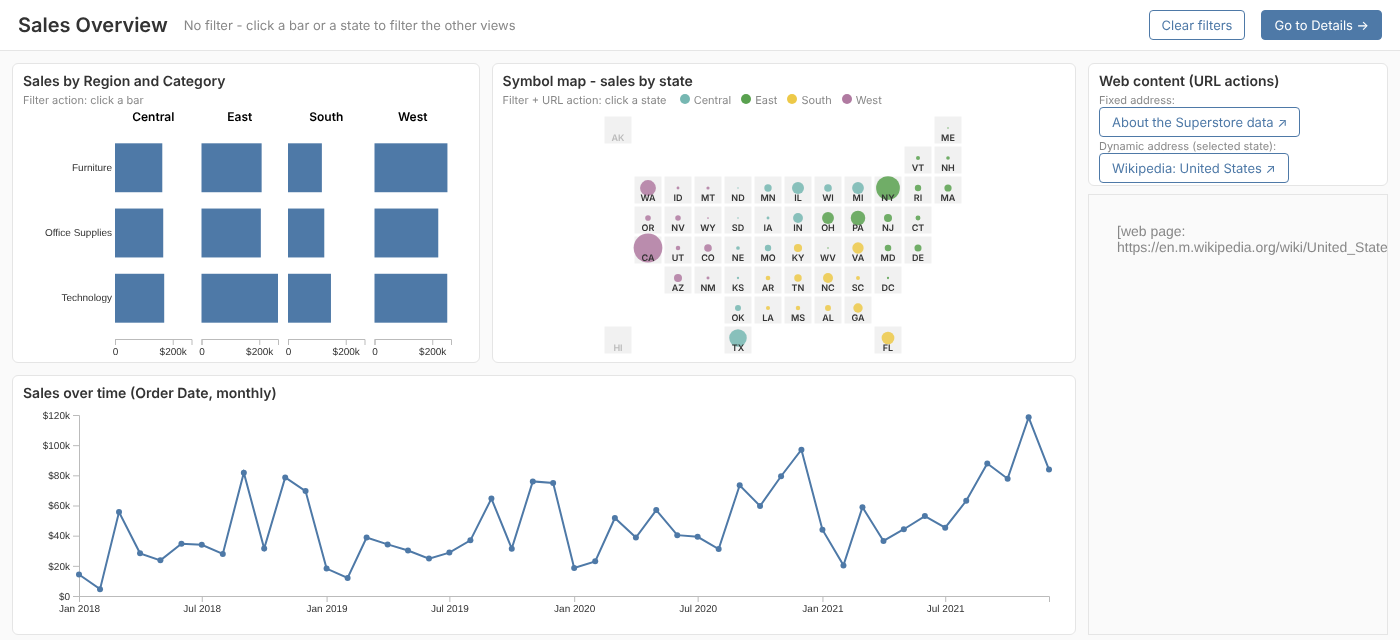 Sales Overview No filter - click a bar or a state to filter the other views Clear filters Go to Details →
Sales by Region and Category
Filter action: click a bar
Central East South West
Furniture
Office Supplies
Technology
0 $200k 0 $200k 0 $200k 0 $200k
Symbol map - sales by state
Filter + URL action: click a state Central East South West
AK ME
VT NH
WA ID MT ND MN IL WI MI NY RI MA
OR NV WY SD IA IN OH PA NJ CT
CA UT CO NE MO KY WV VA MD DE
AZ NM KS AR TN NC SC DC
OK LA MS AL GA
HI TX FL
Web content (URL actions)
Fixed address:
About the Superstore data ↗
Dynamic address (selected state):
Wikipedia: United States ↗
[web page:
https://en.m.wikipedia.org/wiki/United_State
Sales over time (Order Date, monthly)
$120k
$100k
$80k
$60k
$40k
$20k
$0
Jan 2018 Jul 2018 Jan 2019 Jul 2019 Jan 2020 Jul 2020 Jan 2021 Jul 2021